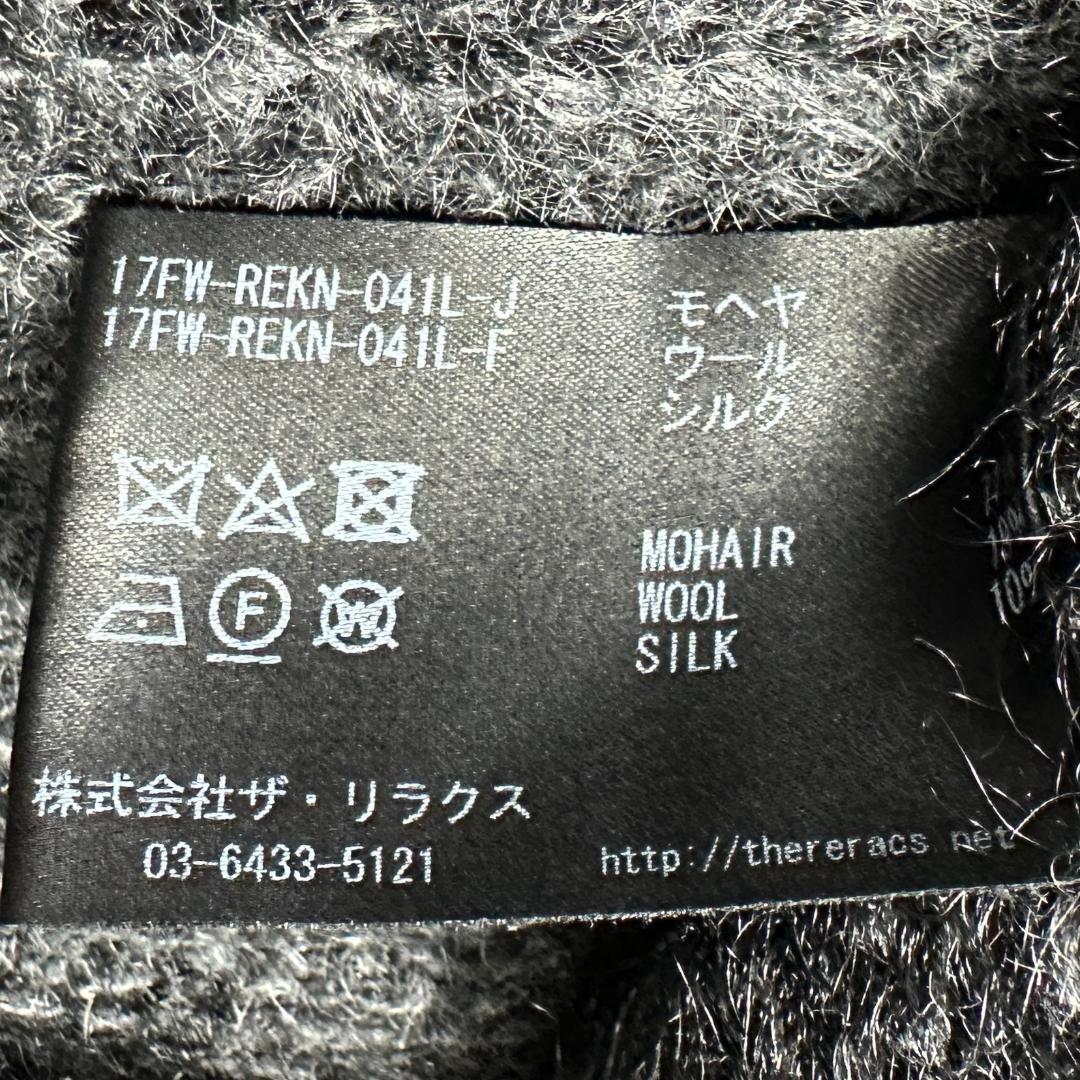 17FW-REKN-041L-J
17FW-REKN-041L-F
モヘヤ
ウール
シルク
MOHAIR
WOOL
SILK
F
W
株式会社ザ・リラクス
03-6433-5121
http://thereracs.net